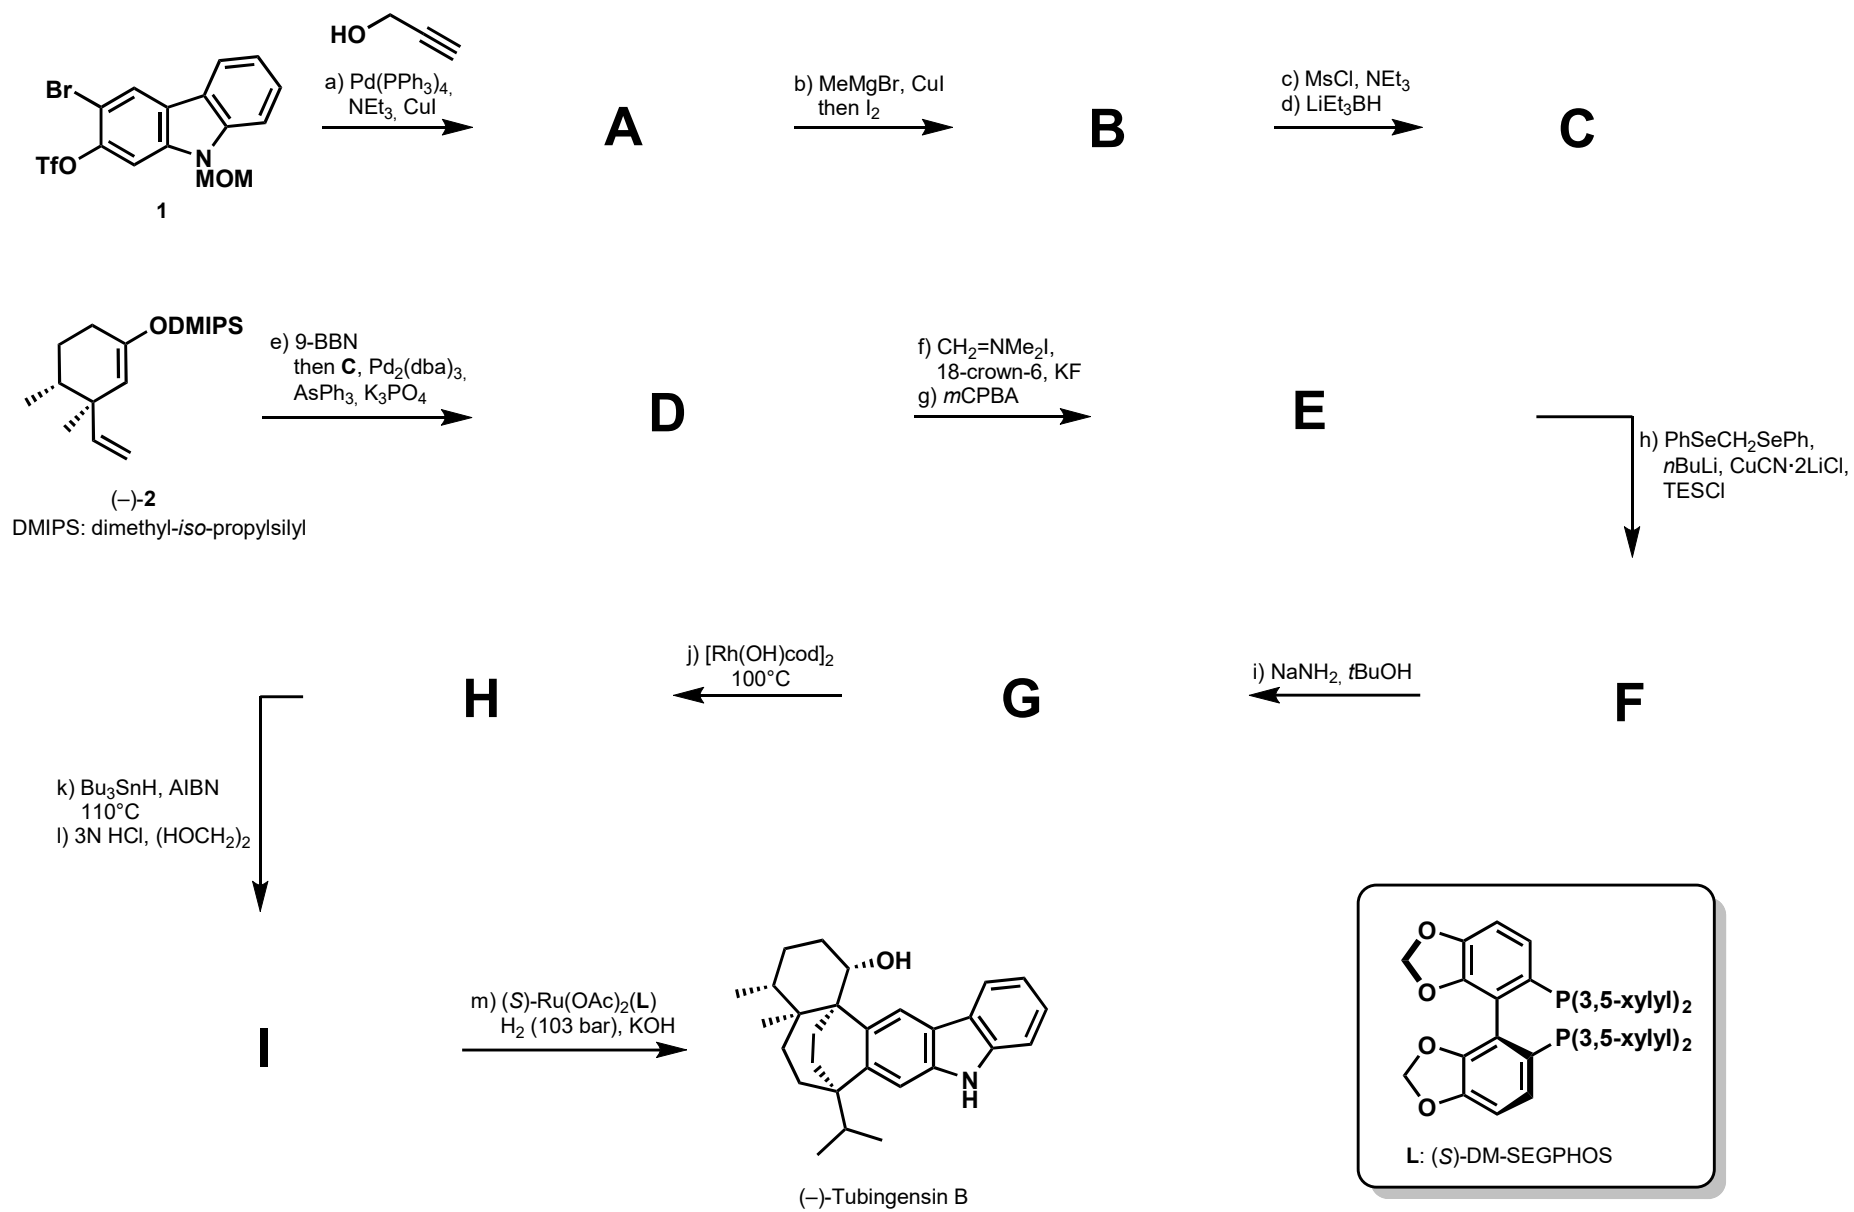 HO
a) Pd(PPh3)4,
NEt3, CuI
Br
TfO
N
MOM
1
A
b) MeMgBr, CuI
then I2
B
c) MsCl, NEt3
d) LiEt3BH
C
ODMIPS
(–)-2
DMIPS: dimethyl-iso-propylsilyl
e) 9-BBN
then C, Pd2(dba)3,
AsPh3, K3PO4
D
f) CH2=NMe2I,
18-crown-6, KF
g) mCPBA
E
h) PhSeCH2SePh,
nBuLi, CuCN·2LiCl,
TESCl
F
i) NaNH2, tBuOH
G
j) [Rh(OH)cod]2
100°C
H
k) Bu3SnH, AIBN
110°C
l) 3N HCl, (HOCH2)2
I
m) (S)-Ru(OAc)2(L)
H2 (103 bar), KOH
OH
N
H
(–)-Tubingensin B
O
O
P(3,5-xylyl)2
P(3,5-xylyl)2
O
O
L: (S)-DM-SEGPHOS